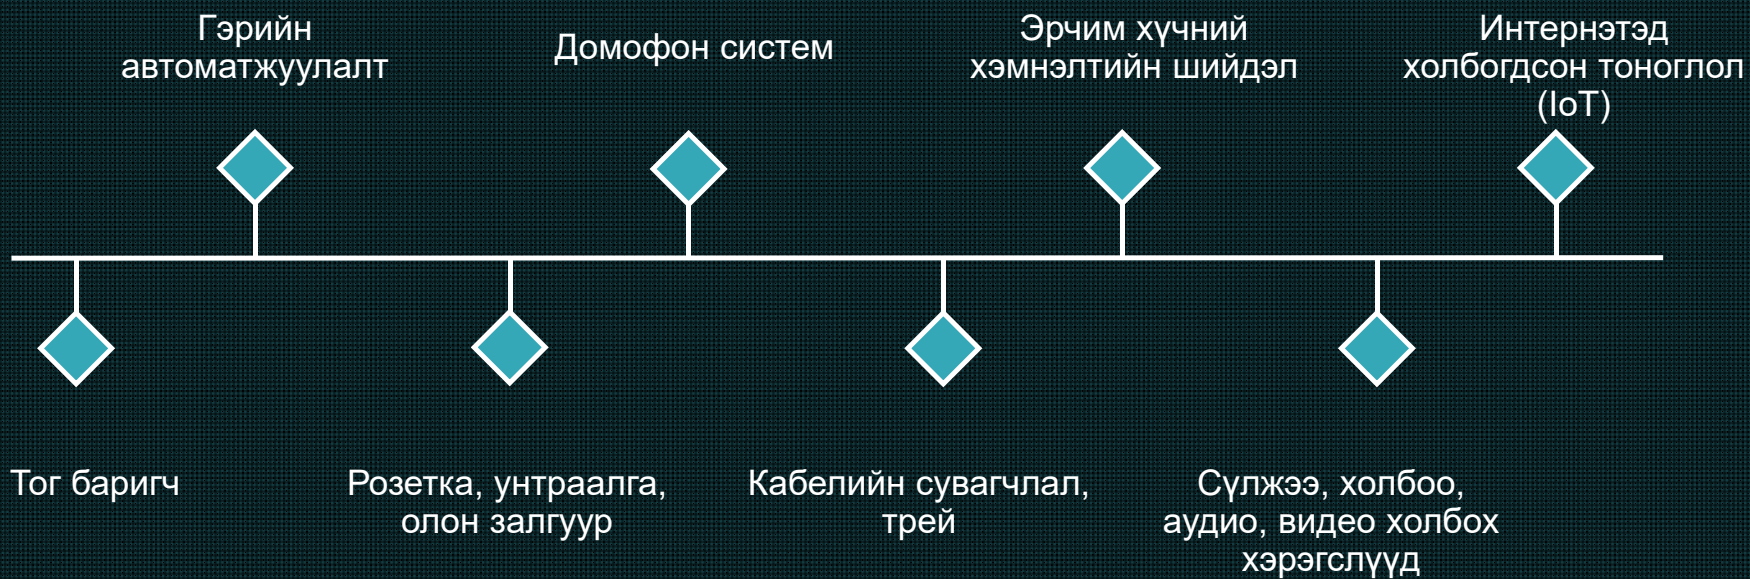 Гэрийн
автоматжуулалт
Домофон систем
Эрчим хүчний
хэмнэлтийн шийдэл
Интернэтэд
холбогдсон тоноглол
(IoT)
Тог баригч
Розетка, унтраалга,
олон залгуур
Кабелийн сувагчлал,
трей
Сүлжээ, холбоо,
аудио, видео холбох
хэрэгслүүд